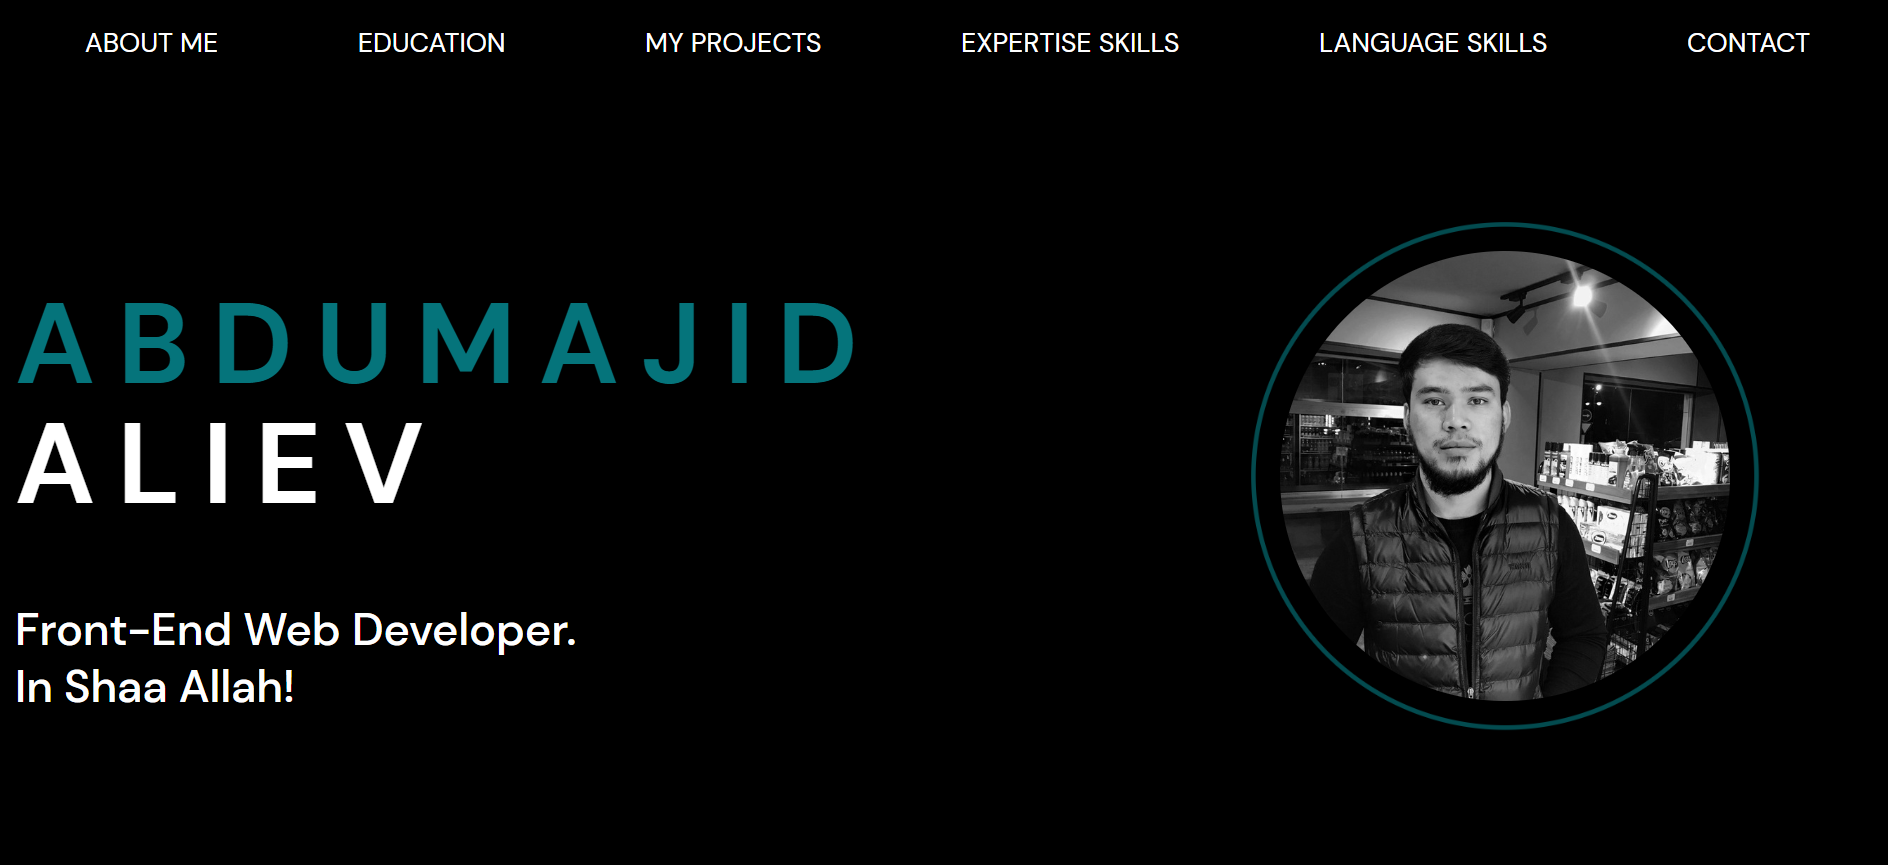 ABOUT ME
EDUCATION
MY PROJECTS
EXPERTISE SKILLS
LANGUAGE SKILLS
CONTACT
ABDUMAJID
ALIEV
Front-End Web Developer.
In Shaa Allah!